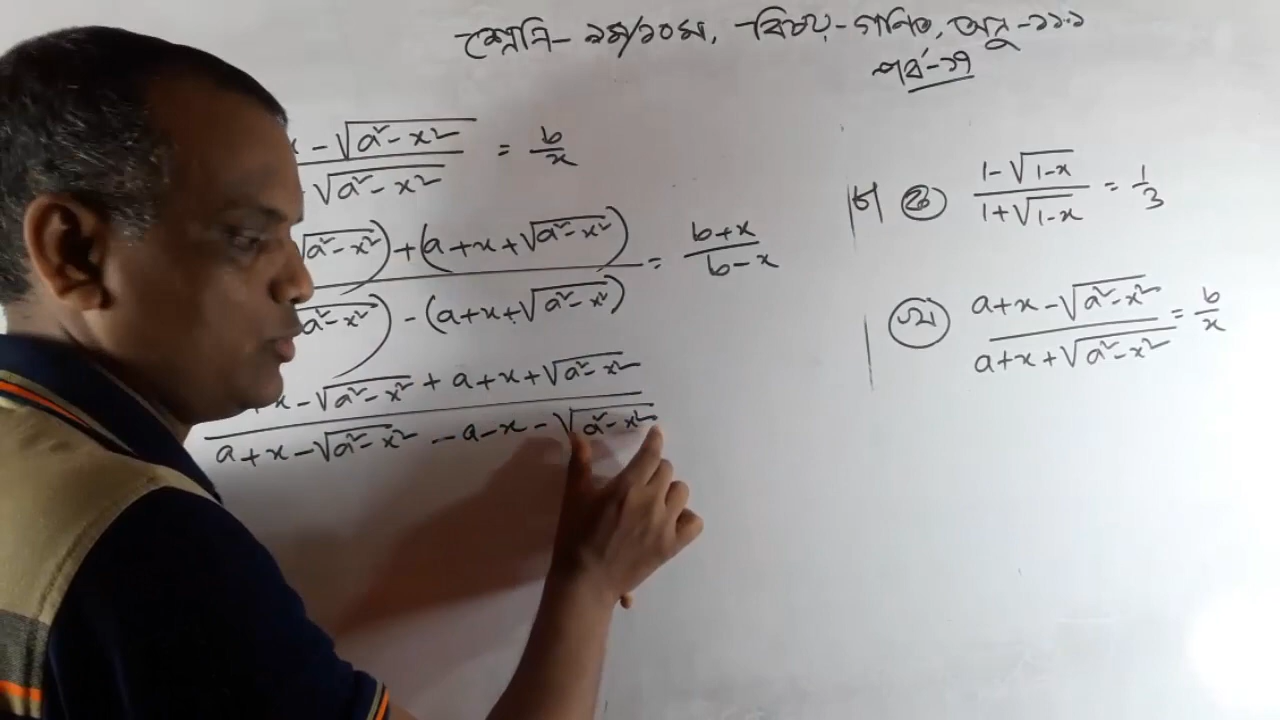 শ্রেণি- ৯ম/১০ম, বিষয়- গণিত, অনু-১১.১
পর্ব-১৭
x - √a²-x² = b/x
√a²-x²
√a²-x²) + (a+x+√a²-x²) = b+x/b-x
a²-x²) - (a+x+√a²-x²)
x - √a²-x² + a+x+√a²-x²
a+x-√a²-x² - a-x-√a²-x²
1-√1-x / 1+√1-x = 1/3
a+x-√a²-x² / a+x+√a²-x² = b/x